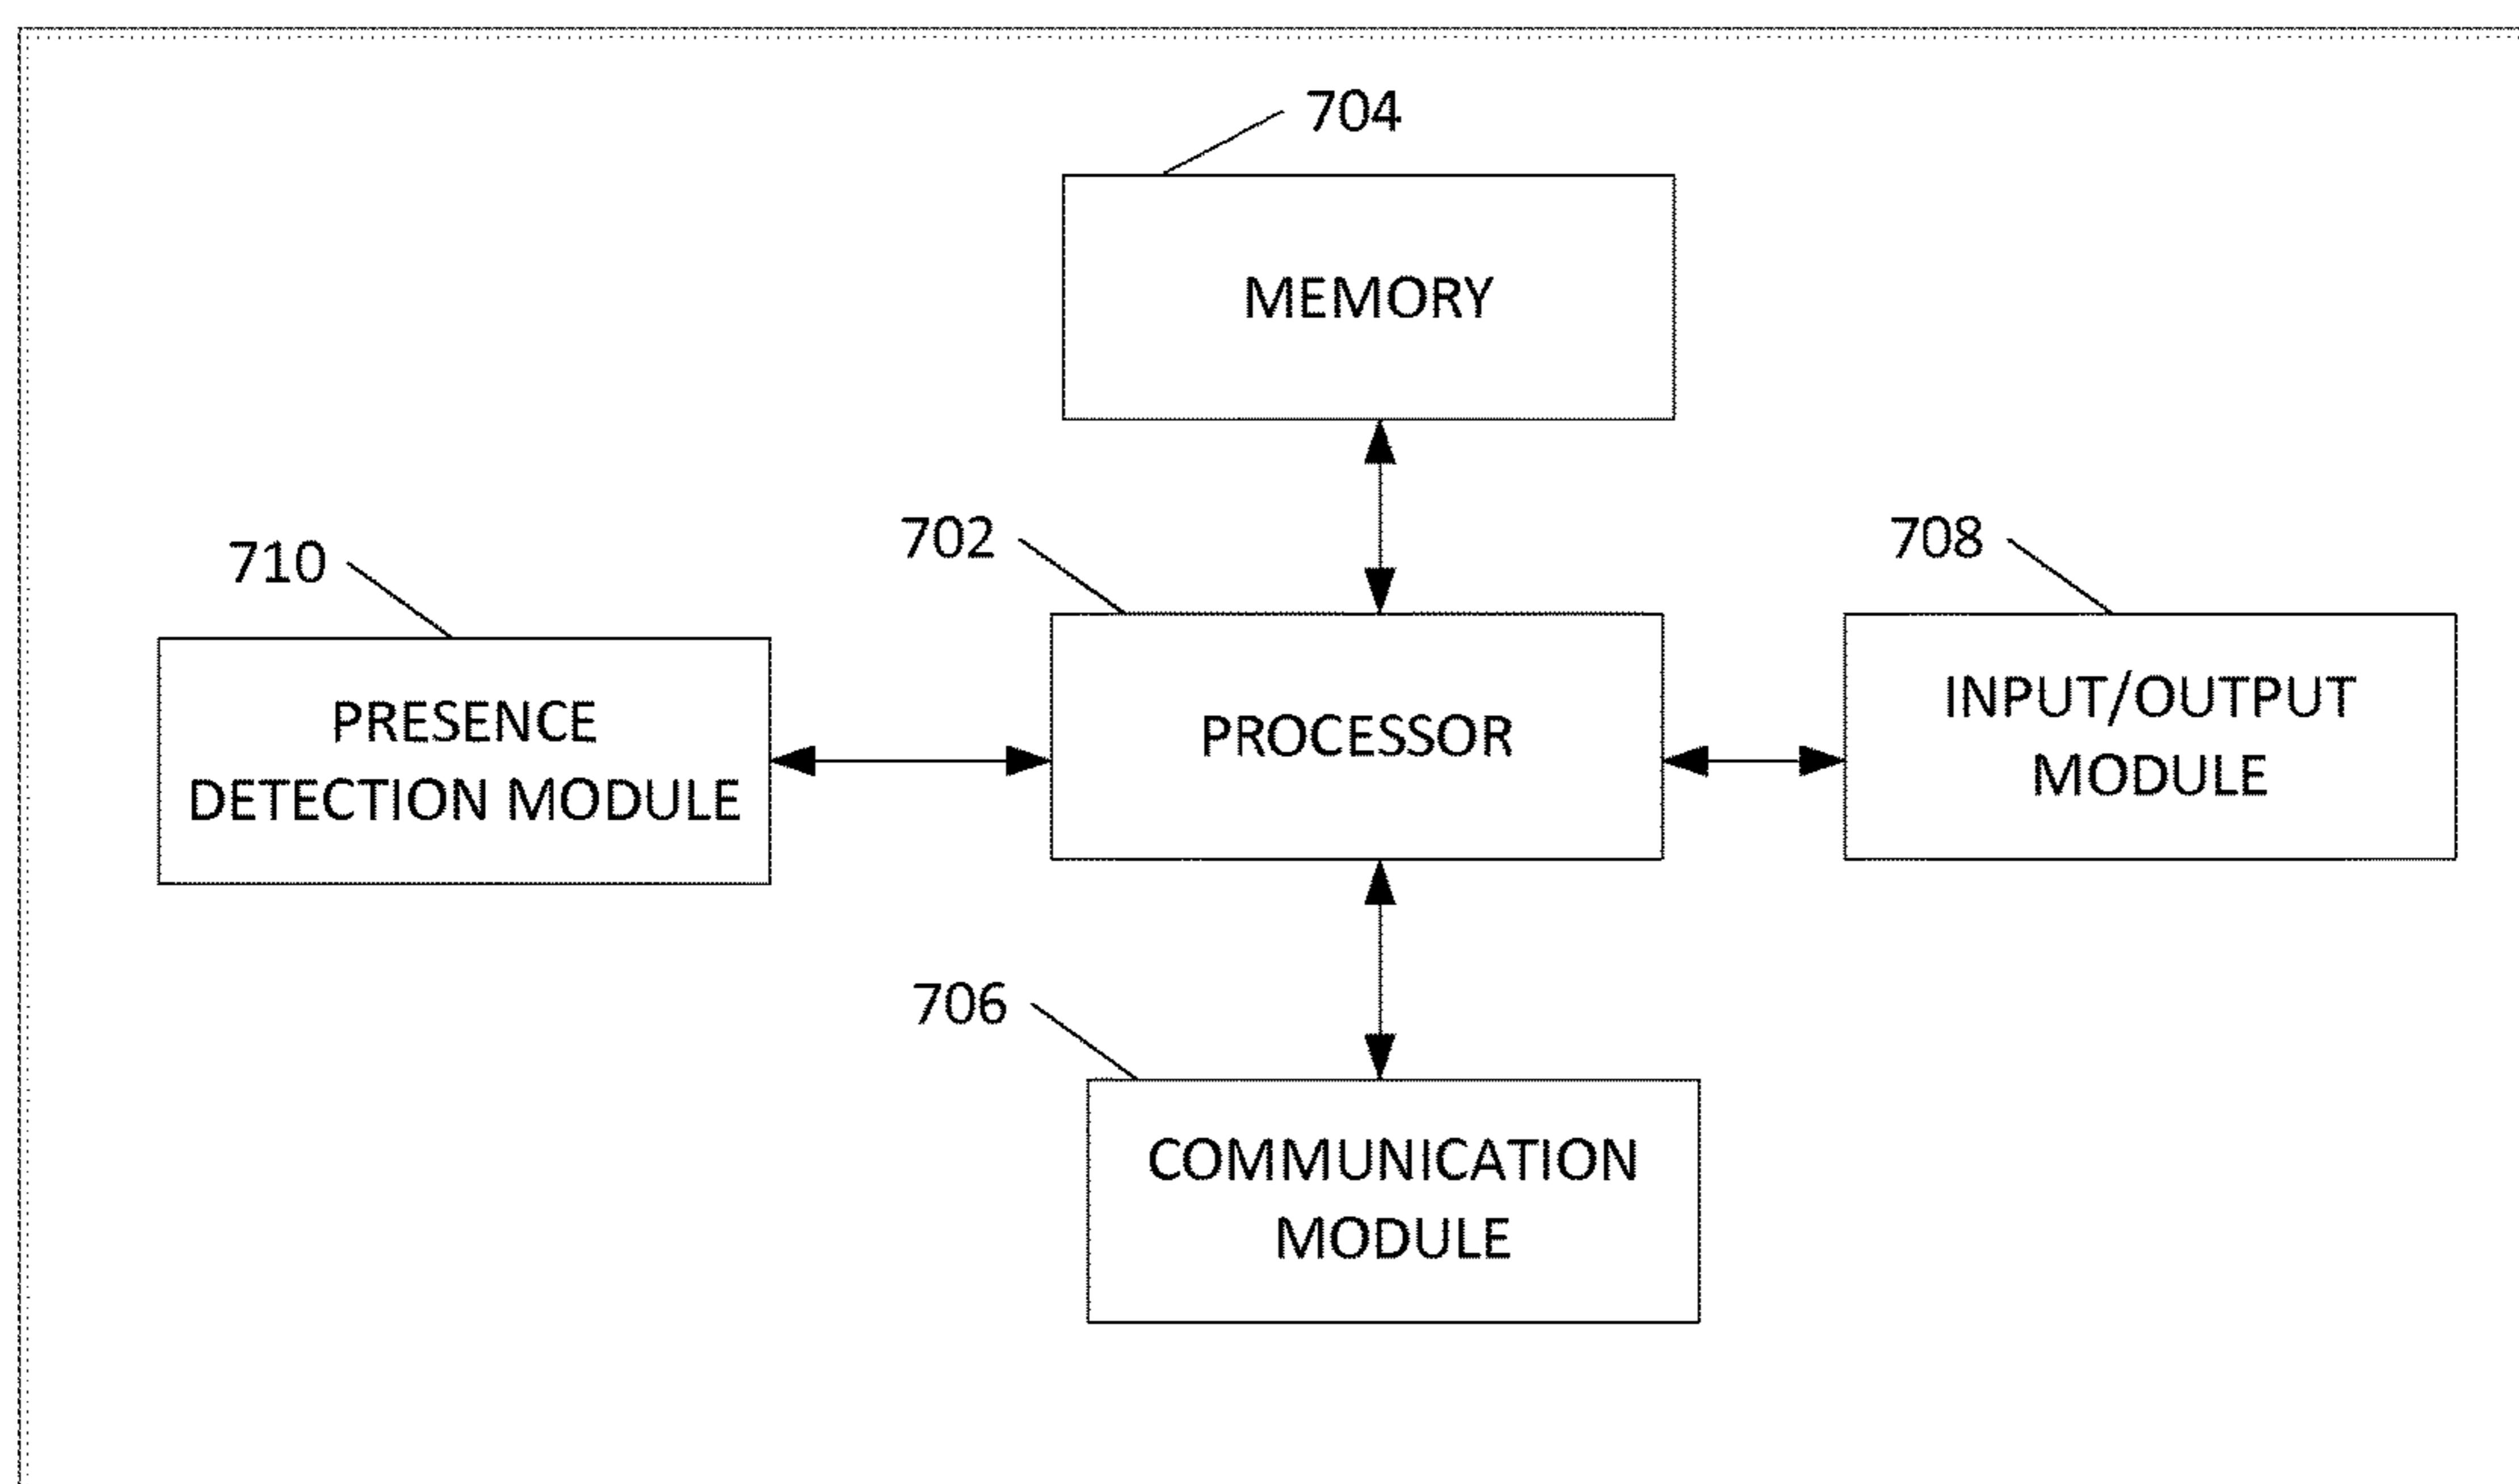 704
MEMORY
702
708
710
PRESENCE
DETECTION MODULE
PROCESSOR
INPUT/OUTPUT
MODULE
706
COMMUNICATION
MODULE